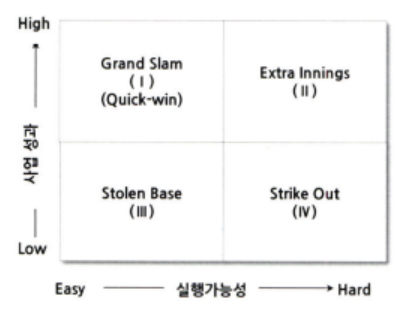 High
Grand Slam
( I )
(Quick-win)
Extra Innings
( II )
사업 성과
Stolen Base
( III )
Strike Out
(IV)
Low
Easy
실행가능성
Hard